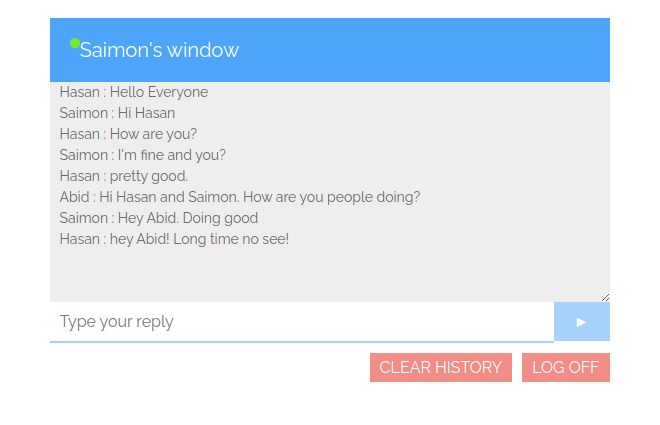 Saimon's window
Hasan : Hello Everyone
Saimon : Hi Hasan
Hasan : How are you?
Saimon : I'm fine and you?
Hasan : pretty good.
Abid : Hi Hasan and Saimon. How are you people doing?
Saimon : Hey Abid. Doing good
Hasan : hey Abid! Long time no see!
Type your reply
CLEAR HISTORY LOG OFF